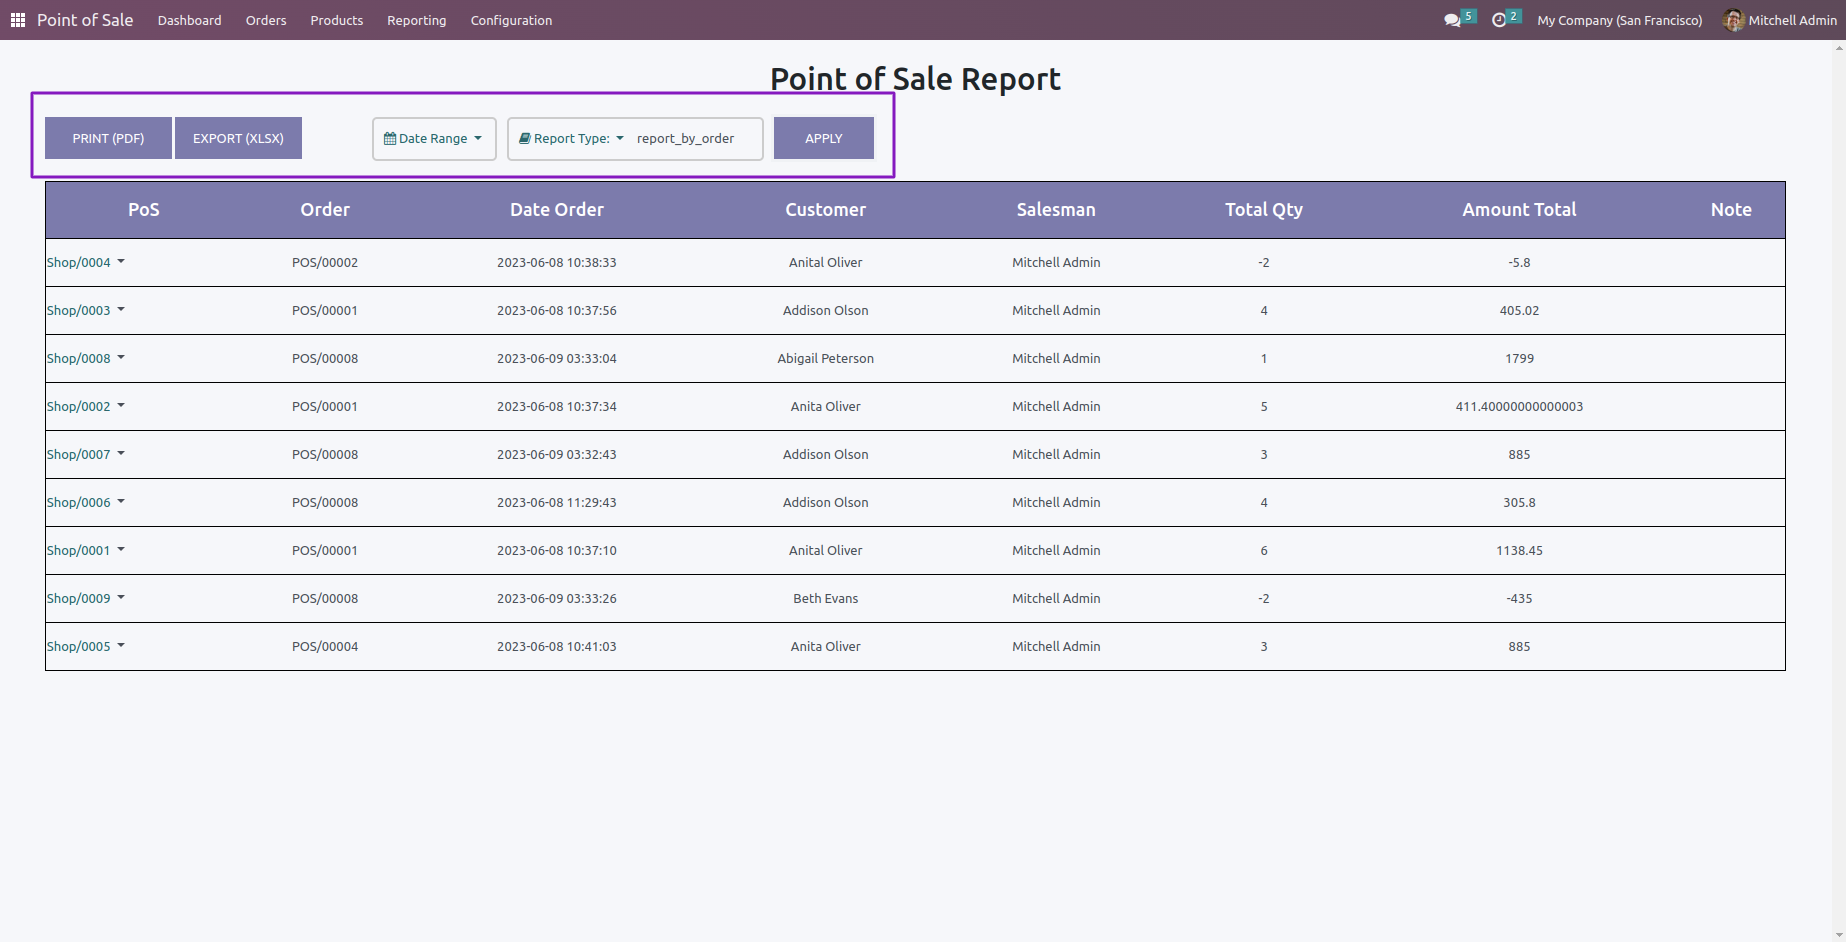 Point of Sale Dashboard Orders Products Reporting Configuration 5 2 My Company (San Francisco) Mitchell Admin
Point of Sale Report
PRINT (PDF) EXPORT (XLSX) Date Range Report Type: report_by_order APPLY
PoS Order Date Order Customer Salesman Total Qty Amount Total Note
Shop/0004 POS/00002 2023-06-08 10:38:33 Anital Oliver Mitchell Admin -2 -5.8
Shop/0003 POS/00001 2023-06-08 10:37:56 Addison Olson Mitchell Admin 4 405.02
Shop/0008 POS/00008 2023-06-09 03:33:04 Abigail Peterson Mitchell Admin 1 1799
Shop/0002 POS/00001 2023-06-08 10:37:34 Anita Oliver Mitchell Admin 5 411.40000000000003
Shop/0007 POS/00008 2023-06-09 03:32:43 Addison Olson Mitchell Admin 3 885
Shop/0006 POS/00008 2023-06-08 11:29:43 Addison Olson Mitchell Admin 4 305.8
Shop/0001 POS/00001 2023-06-08 10:37:10 Anital Oliver Mitchell Admin 6 1138.45
Shop/0009 POS/00008 2023-06-09 03:33:26 Beth Evans Mitchell Admin -2 -435
Shop/0005 POS/00004 2023-06-08 10:41:03 Anita Oliver Mitchell Admin 3 885